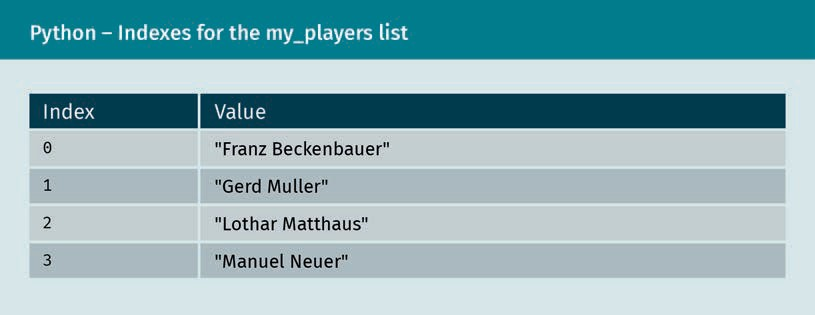 Python – Indexes for the my_players list
Index Value
0 "Franz Beckenbauer"
1 "Gerd Muller"
2 "Lothar Matthaus"
3 "Manuel Neuer"